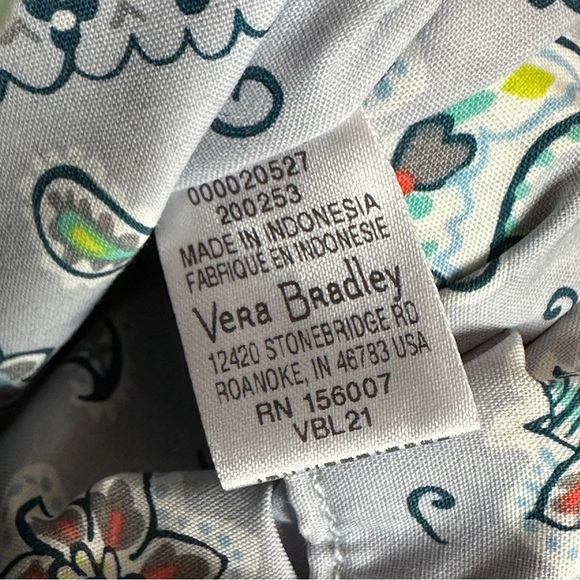 000020527
200253
MADE IN INDONESIA
FABRIQUE EN INDONESIE
Vera Bradley
12420 STONEBRIDGE RD
ROANOKE, IN 46783 USA
RN 156007
VBL21